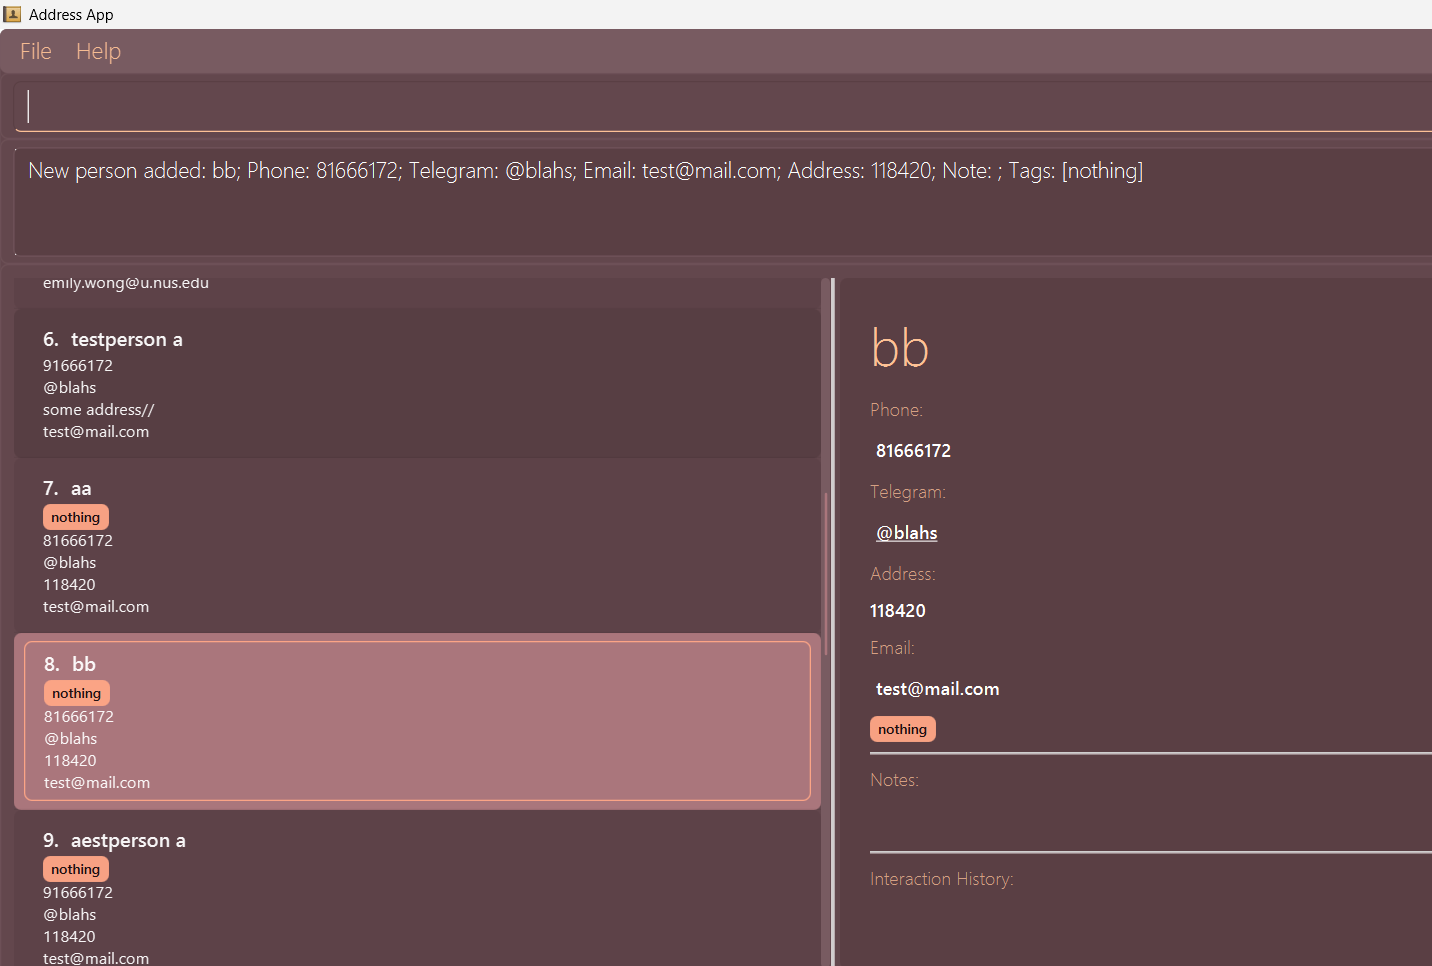 Address App
File Help
New person added: bb; Phone: 81666172; Telegram: @blahs; Email: test@mail.com; Address: 118420; Note: ; Tags: [nothing]
emily.wong@u.nus.edu
6. testperson a
91666172
@blahs
some address//
test@mail.com
7. aa
nothing
81666172
@blahs
118420
test@mail.com
8. bb
nothing
81666172
@blahs
118420
test@mail.com
9. aestperson a
nothing
91666172
@blahs
118420
test@mail.com
bb
Phone:
81666172
Telegram:
@blahs
Address:
118420
Email:
test@mail.com
nothing
Notes:
Interaction History: